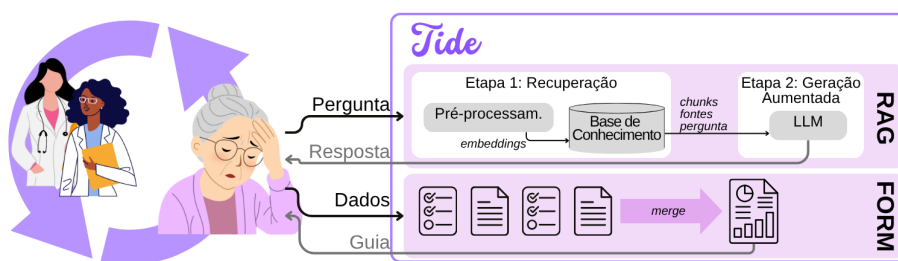 Tide
Etapa 1: Recuperação
Pré-processam.
embeddings
Base de
Conhecimento
chunks
fontes
pergunta
Etapa 2: Geração
Aumentada
LLM
RAG
Pergunta
Resposta
Dados
Guia
merge
FORM